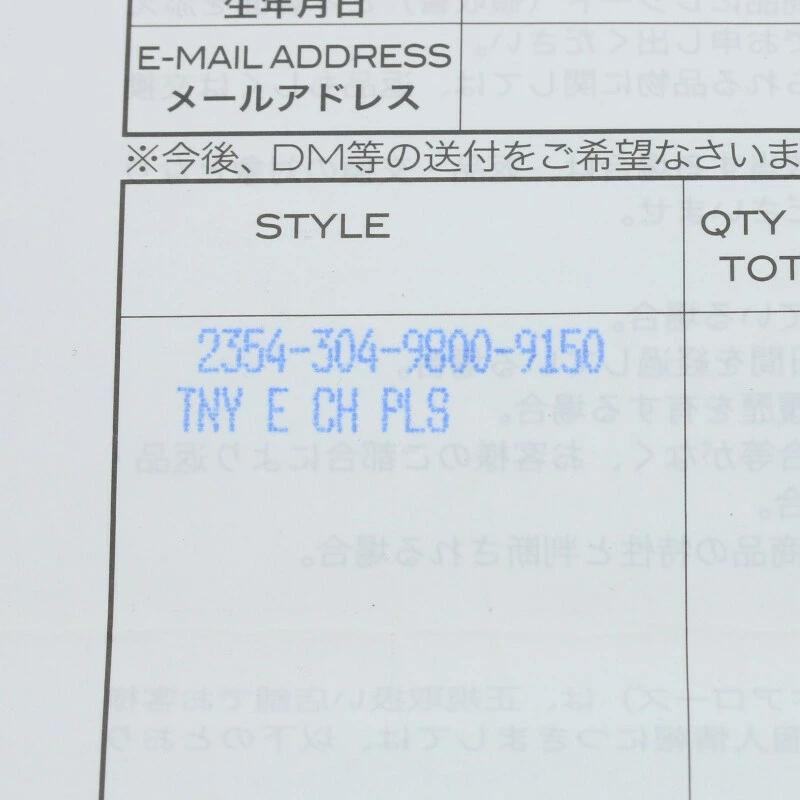 生年月日
E-MAIL ADDRESS
メールアドレス
※今後、DM等の送付をご希望なさいま
STYLE
QTY
TOT
2354-304-9800-9150
TNY E CH PLS